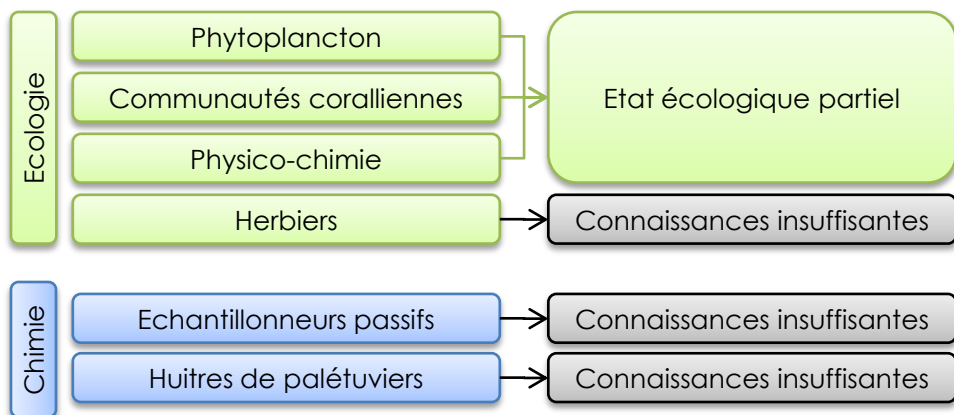 Ecologie
Phytoplancton
Communautés coralliennes
Physico-chimie
Etat écologique partiel
Herbiers
Connaissances insuffisantes
Chimie
Echantillonneurs passifs
Connaissances insuffisantes
Huitres de palétuviers
Connaissances insuffisantes